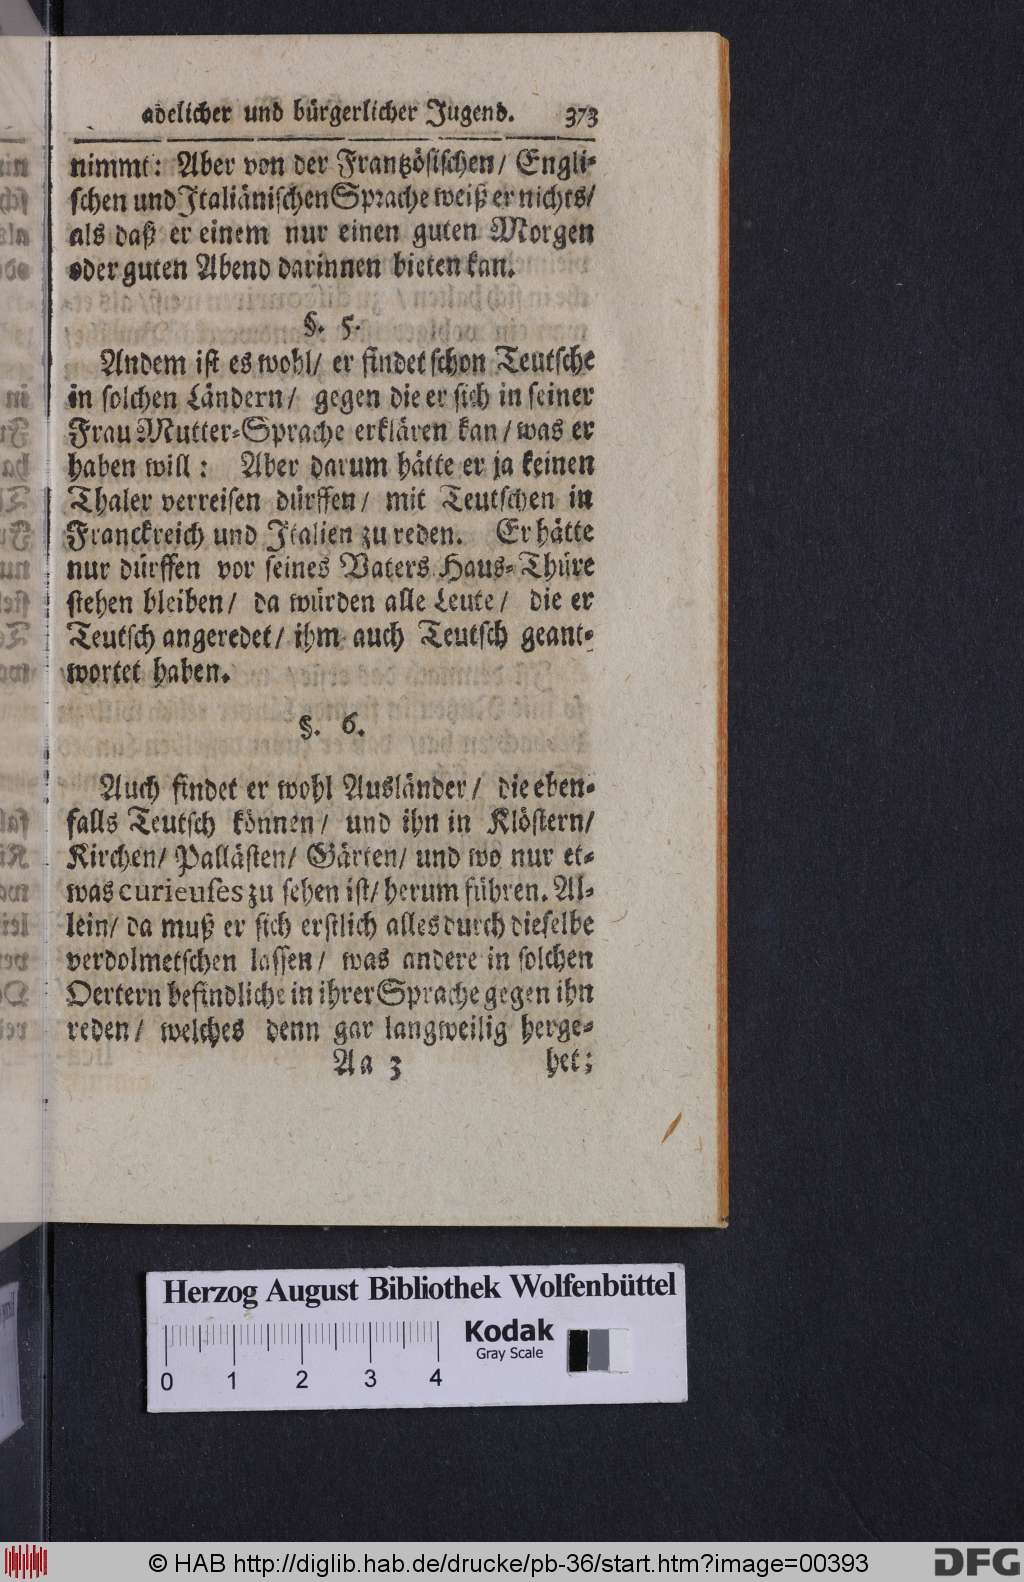 adelicher und bürgerlicher Jugend. 373
nimmt: Aber von der Frantzösischen/ Engli-
schen und Italiänischen Sprache weiß er nichts/
als daß er einem nur einen guten Morgen
oder guten Abend darinnen bieten kan.
§. 5.
Andem ist es wohl/ er findet schon Teutsche
in solchen Ländern/ gegen die er sich in seiner
Frau Mutter-Sprache erklären kan/ was er
haben will: Aber darum hätte er ja keinen
Thaler verreisen dürffen/ mit Teutschen in
Franckreich und Italien zu reden. Er hätte
nur dürffen vor seines Vaters Haus-Thüre
stehen bleiben/ da würden alle Leute/ die er
Teutsch angeredet/ ihm auch Teutsch geant-
wortet haben.
§. 6.
Auch findet er wohl Ausländer/ die eben-
falls Teutsch können/ und ihn in Klöstern/
Kirchen/ Pallästen/ Gärten/ und wo nur et-
was curieuses zu sehen ist/ herum führen. Al-
lein/ da muß er sich erstlich alles durch dieselbe
verdolmetschen lassen/ was andere in solchen
Oertern befindliche in ihrer Sprache gegen ihn
reden/ welches denn gar langweilig herge-
Aa 3 het;
Herzog August Bibliothek Wolfenbüttel
Kodak
Gray Scale
0 1 2 3 4
© HAB http://diglib.hab.de/drucke/pb-36/start.htm?image=00393
DFG